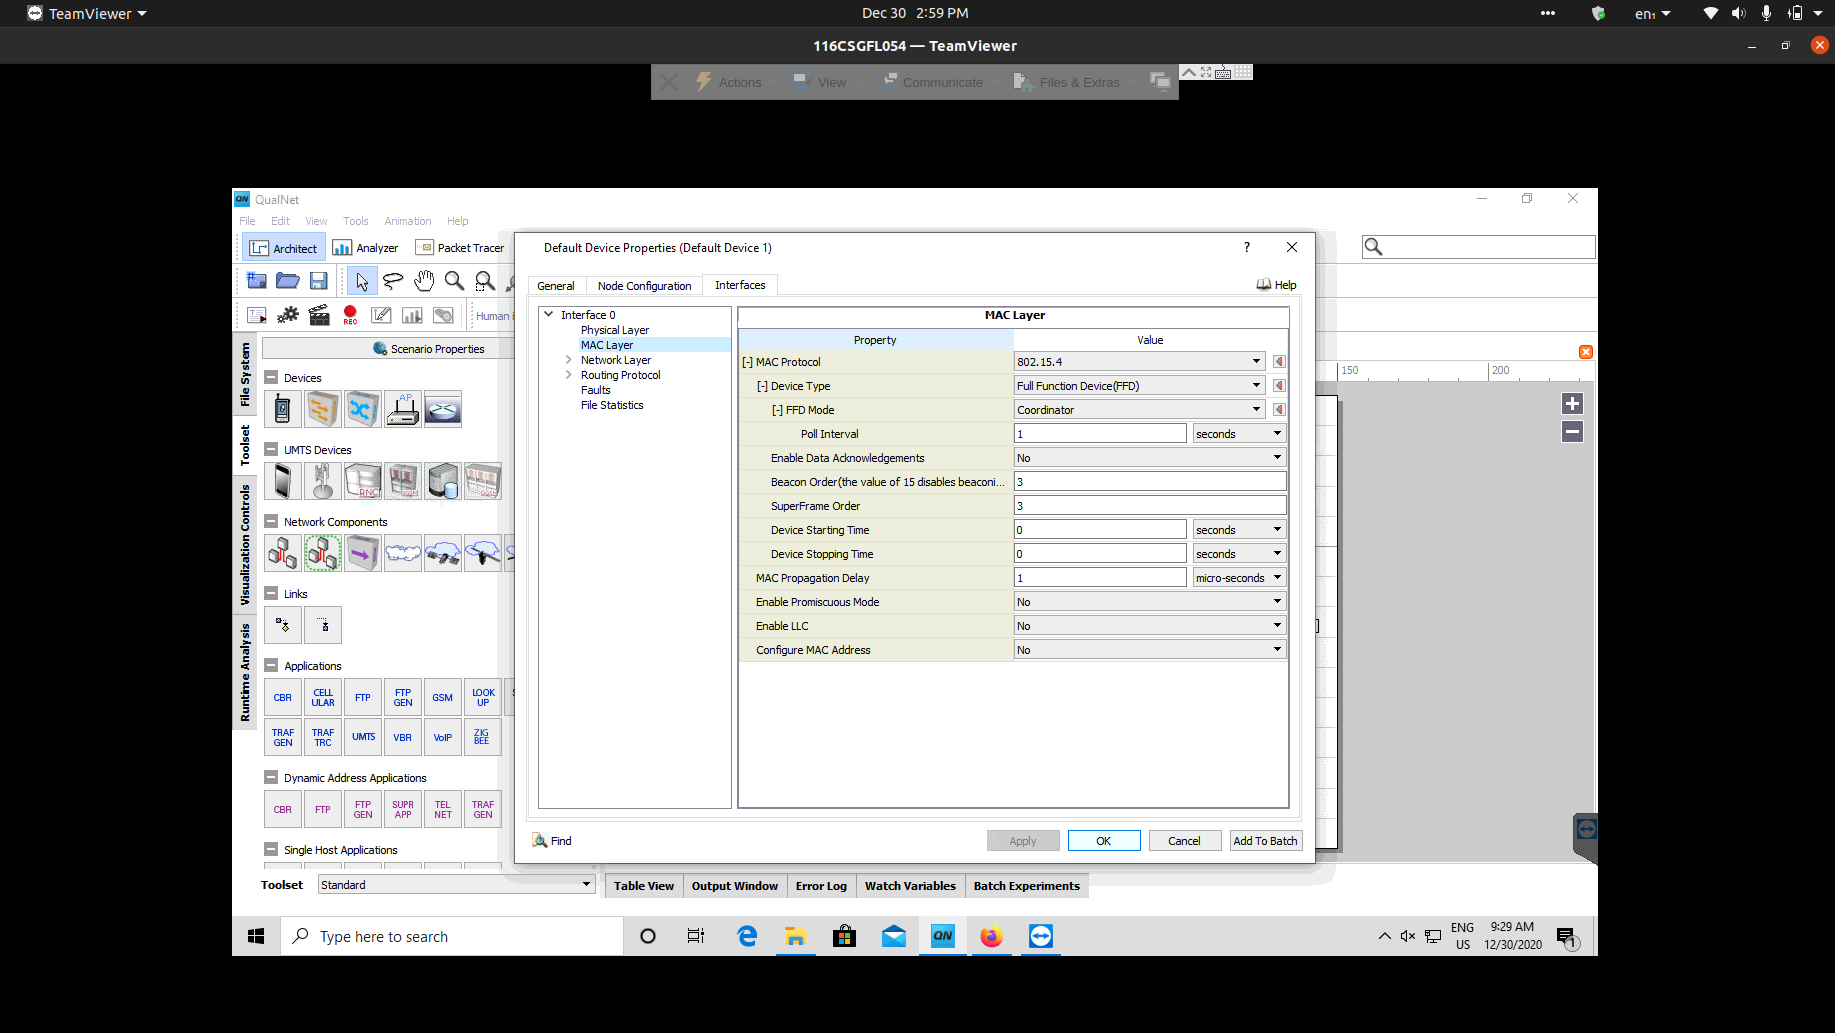 TeamViewer
Dec 30 2:59 PM
en₁
116CSGFL054 — TeamViewer
Actions
View
Communicate
Files & Extras
QN QualNet
File Edit View Tools Animation Help
Architect Analyzer Packet Tracer
REC
Human i
File System
Toolset
Visualization Controls
Runtime Analysis
Scenario Properties
Devices
AP
UMTS Devices
RNC
Network Components
Links
Applications
CBR
CELL
ULAR
FTP
FTP
GEN
GSM
LOOK
UP
S
TRAF
GEN
TRAF
TRC
UMTS
VBR
VoIP
ZIG
BEE
Dynamic Address Applications
CBR
FTP
FTP
GEN
SUPR
APP
TEL
NET
TRAF
GEN
Single Host Applications
Toolset Standard
Default Device Properties (Default Device 1)
?
General Node Configuration Interfaces
Help
Interface 0
Physical Layer
MAC Layer
Network Layer
Routing Protocol
Faults
File Statistics
MAC Layer
Property Value
[-] MAC Protocol 802.15.4
[-] Device Type Full Function Device(FFD)
[-] FFD Mode Coordinator
Poll Interval 1 seconds
Enable Data Acknowledgements No
Beacon Order(the value of 15 disables beaconi... 3
SuperFrame Order 3
Device Starting Time 0 seconds
Device Stopping Time 0 seconds
MAC Propagation Delay 1 micro-seconds
Enable Promiscuous Mode No
Enable LLC No
Configure MAC Address No
Find
Apply OK Cancel Add To Batch
150 200
]
Table View Output Window Error Log Watch Variables Batch Experiments
Type here to search
QN
ENG
US
9:29 AM
12/30/2020
1